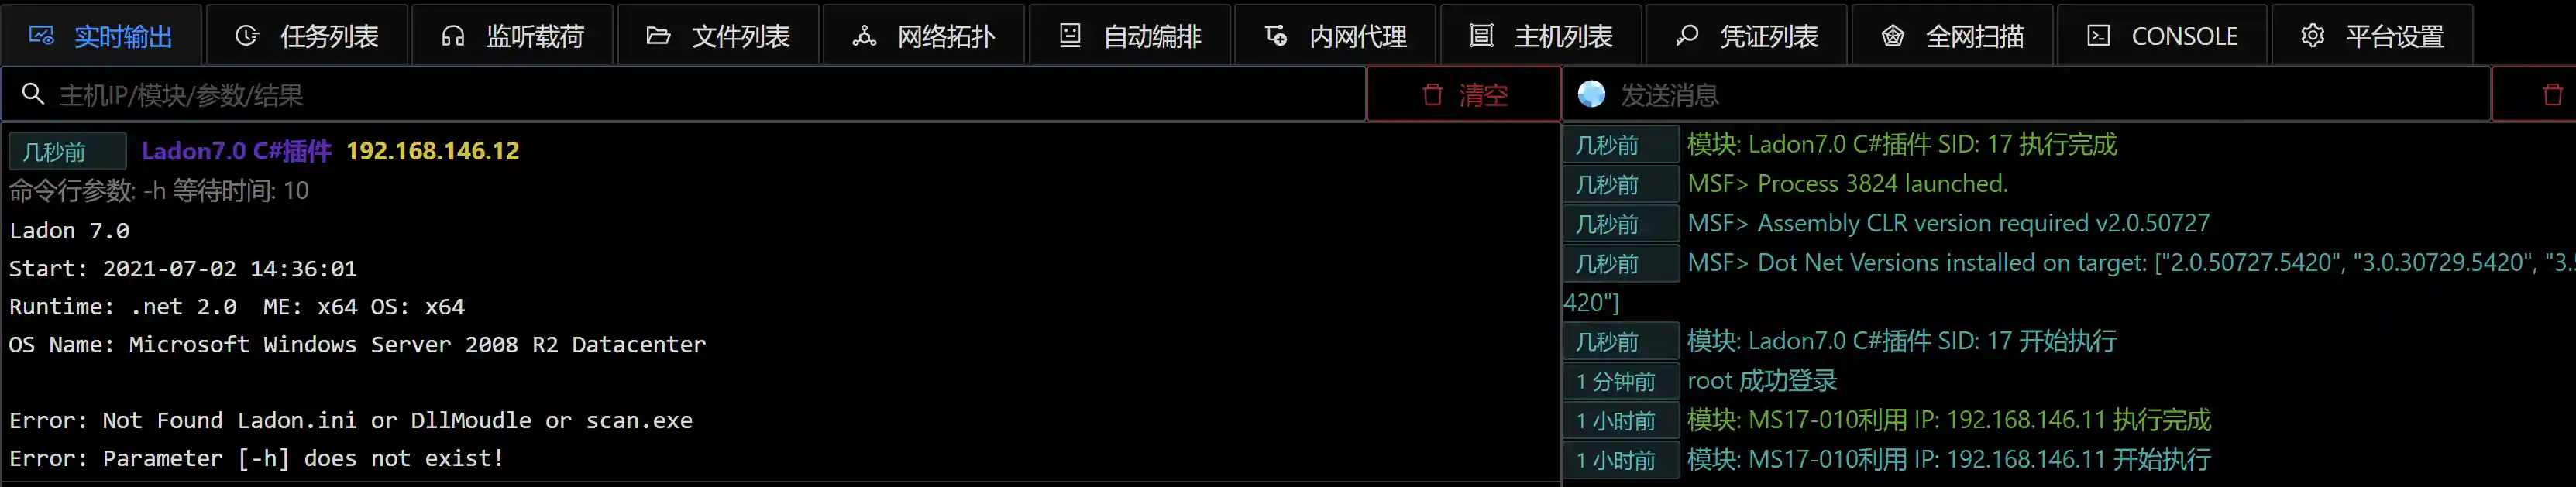 实时输出 任务列表 监听载荷 文件列表 网络拓扑 自动编排 内网代理 主机列表 凭证列表 全网扫描 CONSOLE 平台设置
主机IP/模块/参数/结果 清空
几秒前 Ladon7.0 C#插件 192.168.146.12
命令行参数: -h 等待时间: 10
Ladon 7.0
Start: 2021-07-02 14:36:01
Runtime: .net 2.0 ME: x64 OS: x64
OS Name: Microsoft Windows Server 2008 R2 Datacenter
Error: Not Found Ladon.ini or DllMoudle or scan.exe
Error: Parameter [-h] does not exist!
发送消息
几秒前 模块: Ladon7.0 C#插件 SID: 17 执行完成
几秒前 MSF> Process 3824 launched.
几秒前 MSF> Assembly CLR version required v2.0.50727
几秒前 MSF> Dot Net Versions installed on target: ["2.0.50727.5420", "3.0.30729.5420", "3.5
420"]
几秒前 模块: Ladon7.0 C#插件 SID: 17 开始执行
1 分钟前 root 成功登录
1 小时前 模块: MS17-010利用 IP: 192.168.146.11 执行完成
1 小时前 模块: MS17-010利用 IP: 192.168.146.11 开始执行